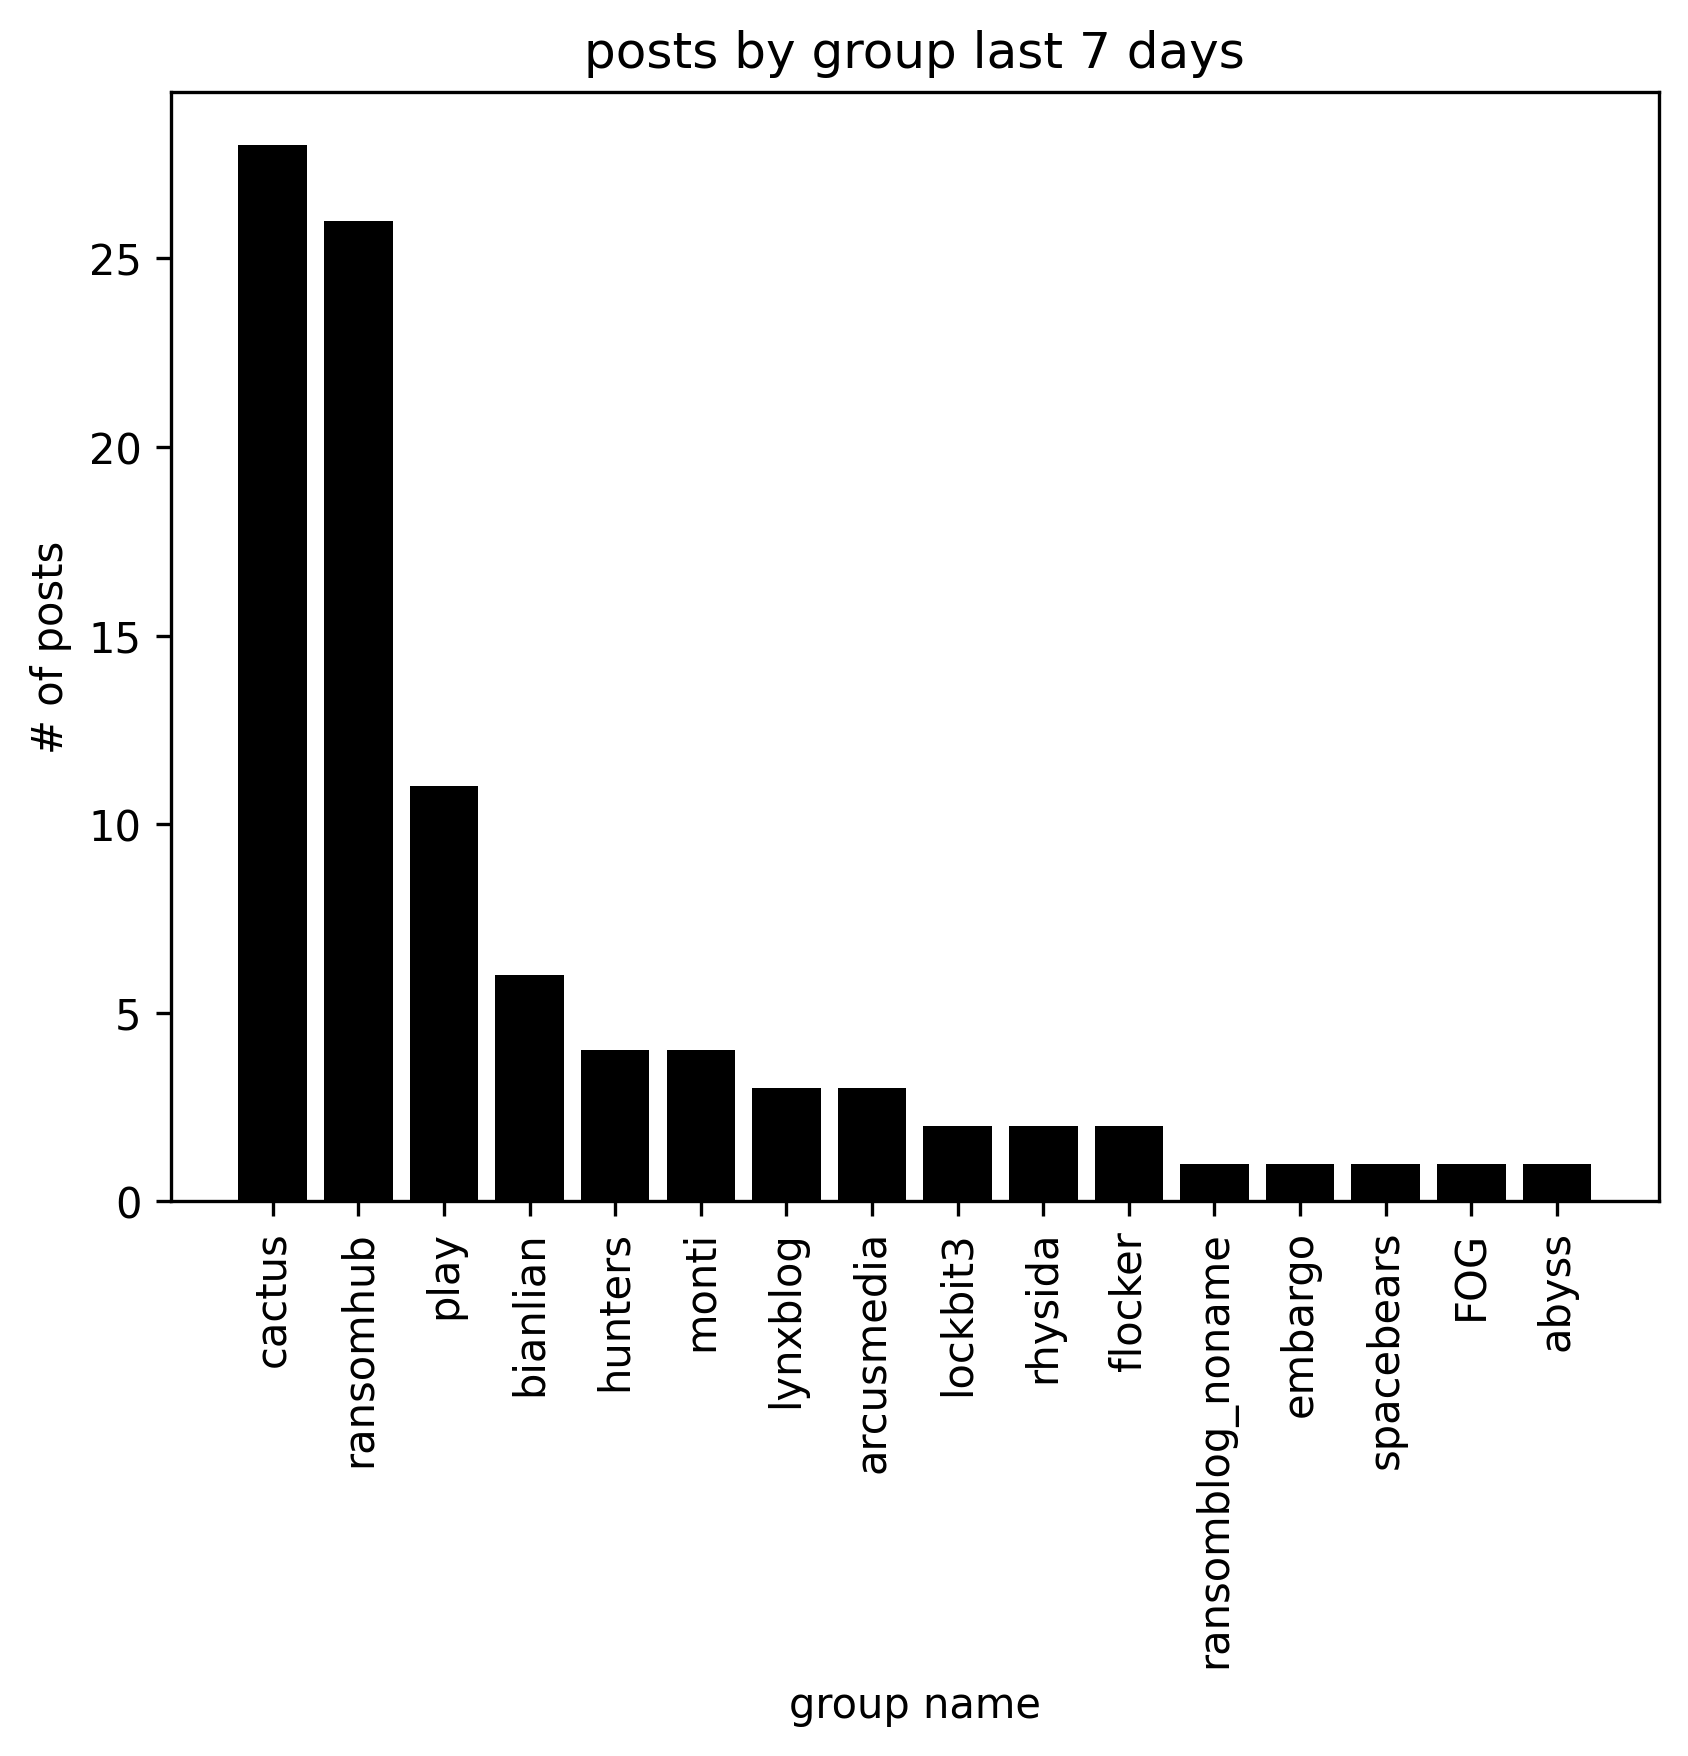 posts by group last 7 days
# of posts
25
20
15
10
5
0
cactus
ransomhub
play
bianlian
hunters
monti
lynxblog
arcusmedia
lockbit3
rhysida
flocker
ransomblog_noname
embargo
spacebears
FOG
abyss
group name